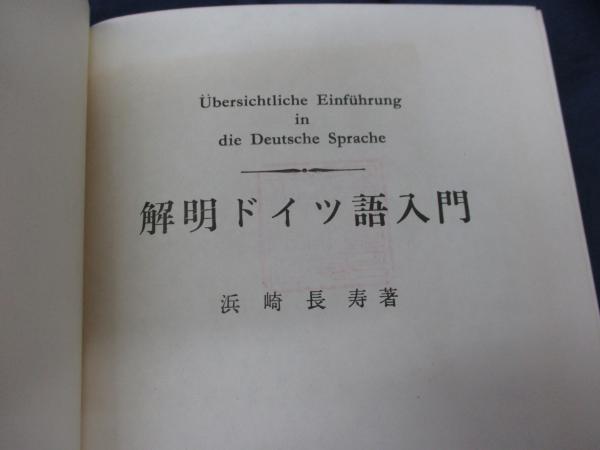 Übersichtliche Einführung
in
die Deutsche Sprache
解明ドイツ語入門
浜崎長寿著